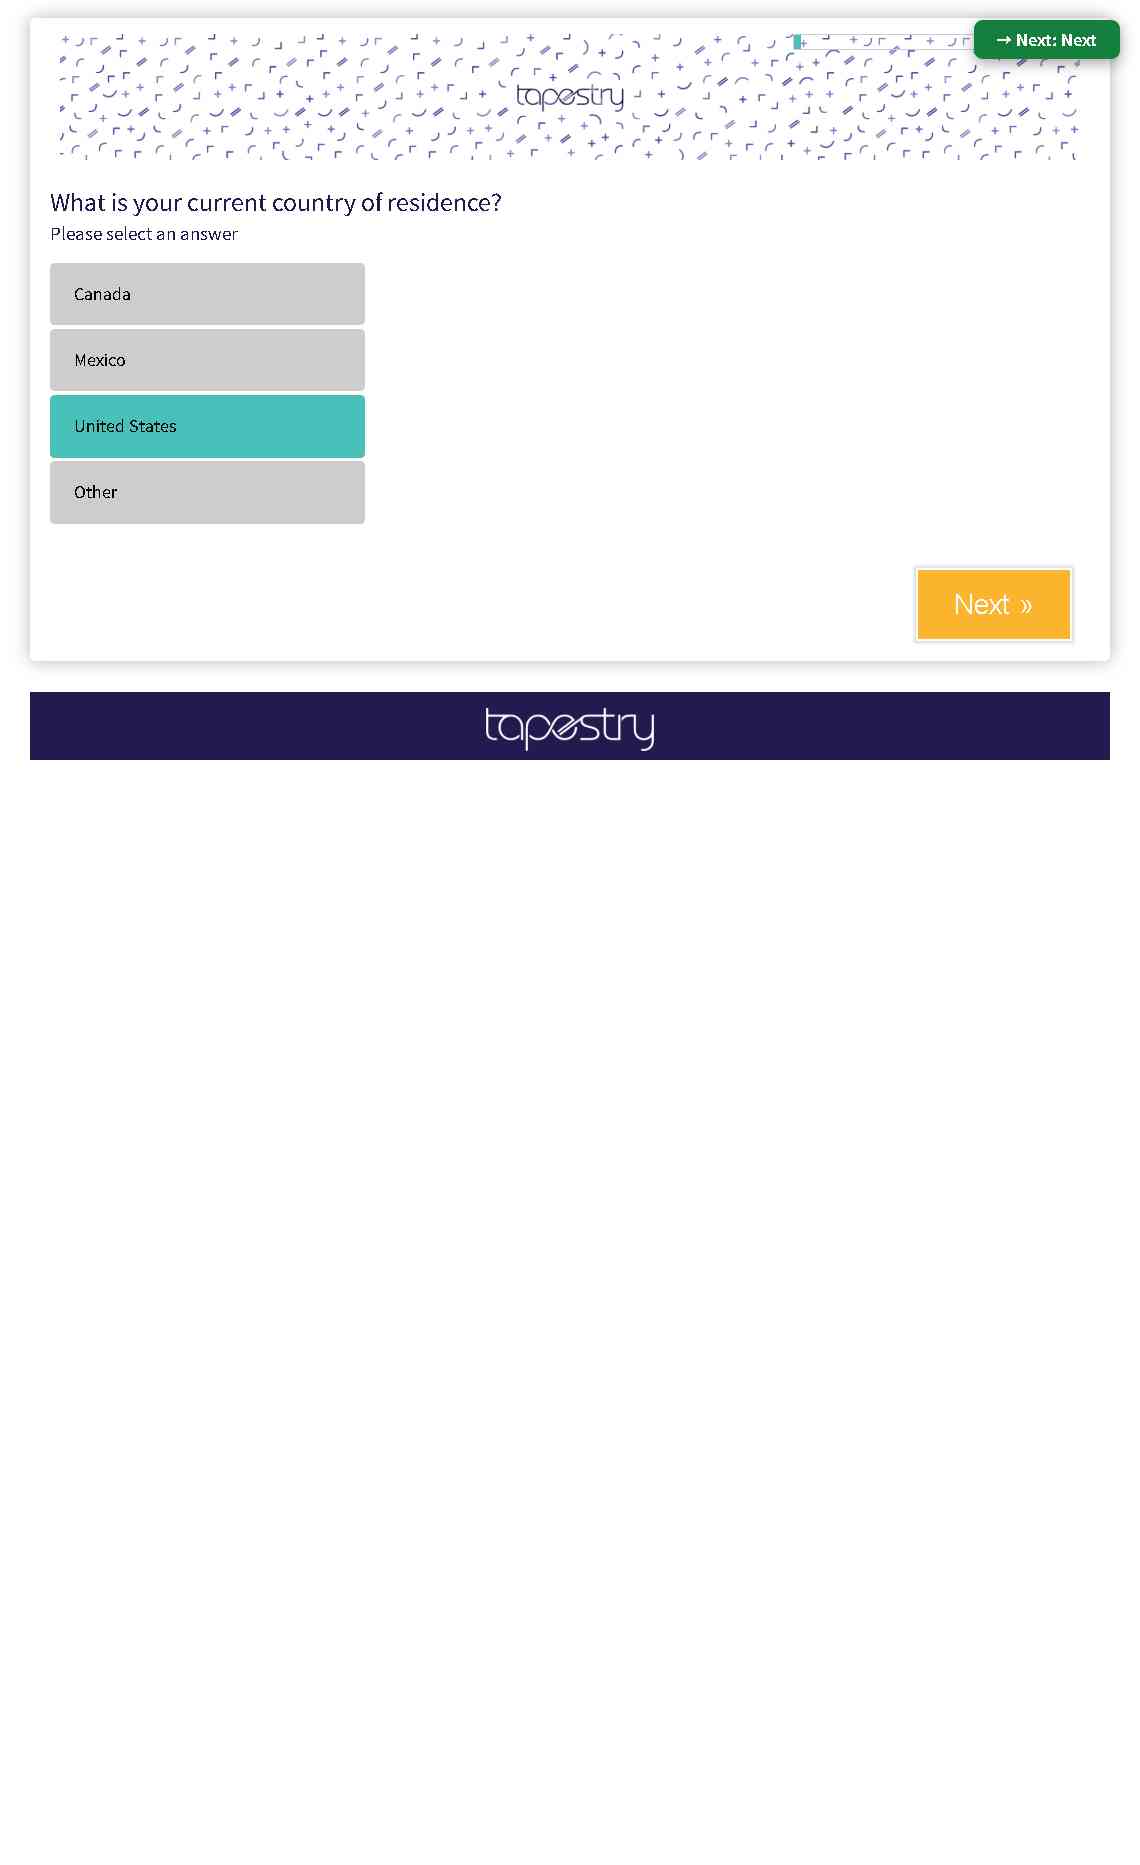 → Next: Next
tapestry
What is your current country of residence?
Please select an answer
Canada
Mexico
United States
Other
Next »
tapestry